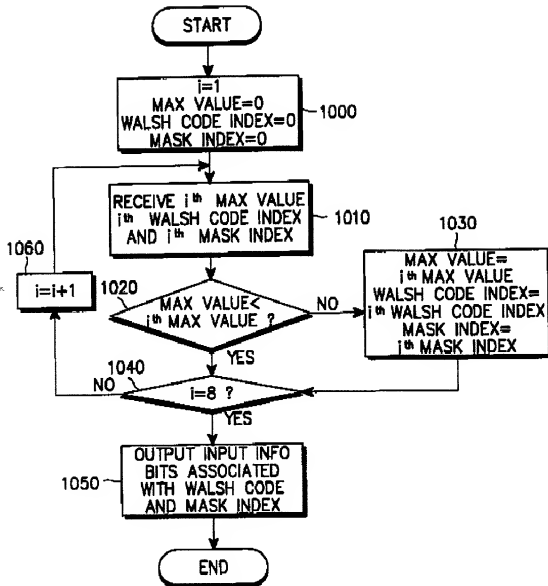 START
i=1
MAX VALUE=0
WALSH CODE INDEX=0
MASK INDEX=0
1000
RECEIVE iᵗʰ MAX VALUE
iᵗʰ WALSH CODE INDEX
AND iᵗʰ MASK INDEX
1010
1060
i=i+1
1020
MAX VALUE<
iᵗʰ MAX VALUE ?
NO
YES
1030
MAX VALUE=
iᵗʰ MAX VALUE
WALSH CODE INDEX=
iᵗʰ WALSH CODE INDEX
MASK INDEX=
iᵗʰ MASK INDEX
1040
NO
i=8 ?
YES
OUTPUT INPUT INFO
BITS ASSOCIATED
WITH WALSH CODE
AND MASK INDEX
1050
END